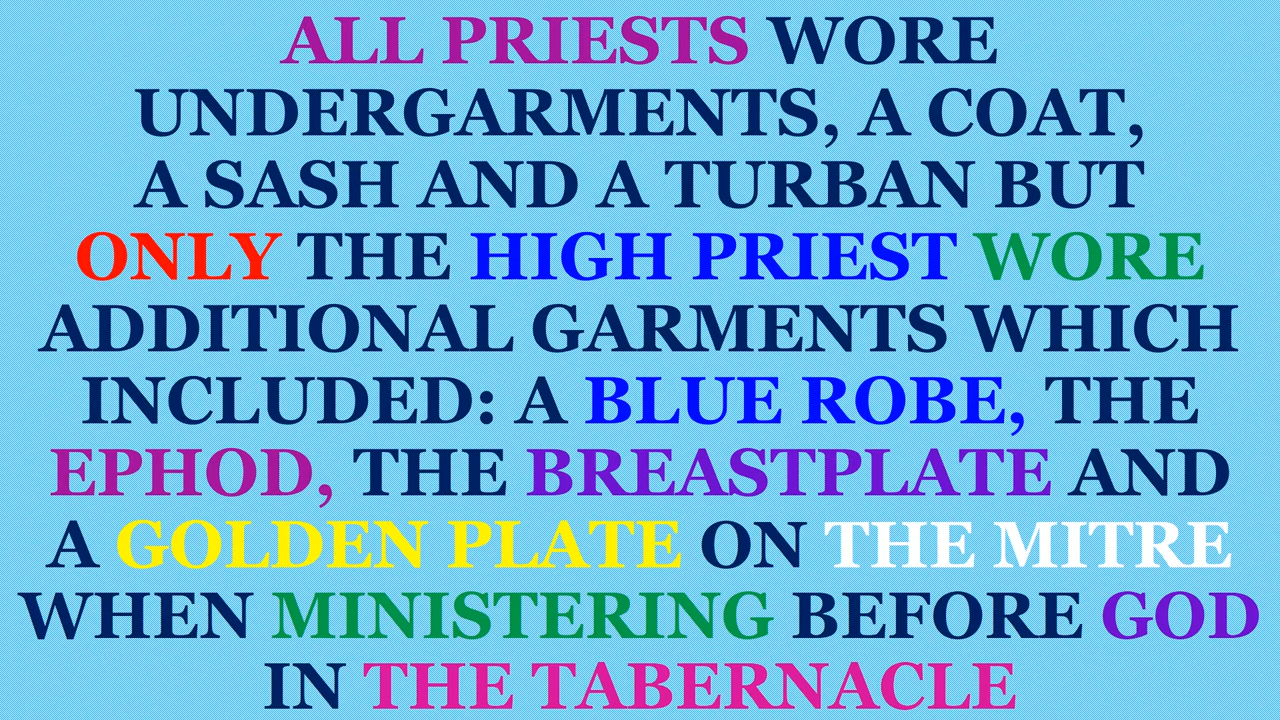 ALL PRIESTS WORE
UNDERGARMENTS, A COAT,
A SASH AND A TURBAN BUT
ONLY THE HIGH PRIEST WORE
ADDITIONAL GARMENTS WHICH
INCLUDED: A BLUE ROBE, THE
EPHOD, THE BREASTPLATE AND
A GOLDEN PLATE ON THE MITRE
WHEN MINISTERING BEFORE GOD
IN THE TABERNACLE